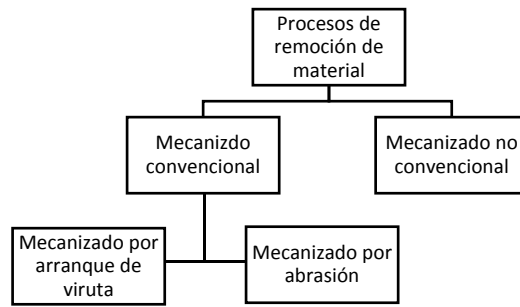 Procesos de
remoción de
material
Mecanizdo
convencional
Mecanizado no
convencional
Mecanizado por
arranque de
viruta
Mecanizado por
abrasión